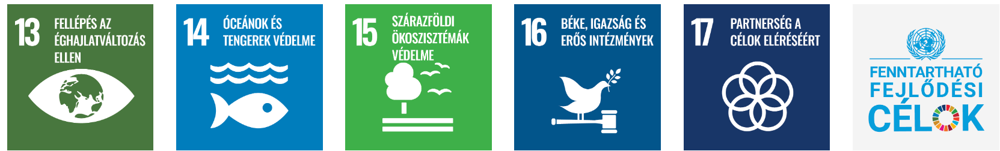 13
FELLÉPÉS AZ
ÉGHAJLATVÁLTOZÁS
ELLEN
14
ÓCEÁNOK ÉS
TENGEREK VÉDELME
15
SZÁRAZFÖLDI
ÖKOSZISZTÉMÁK
VÉDELME
16
BÉKE, IGAZSÁG ÉS
ERŐS INTÉZMÉNYEK
17
PARTNERSÉG A
CÉLOK ELÉRÉSÉÉRT
FENNTARTHATÓ
FEJLŐDÉSI
CÉLOK